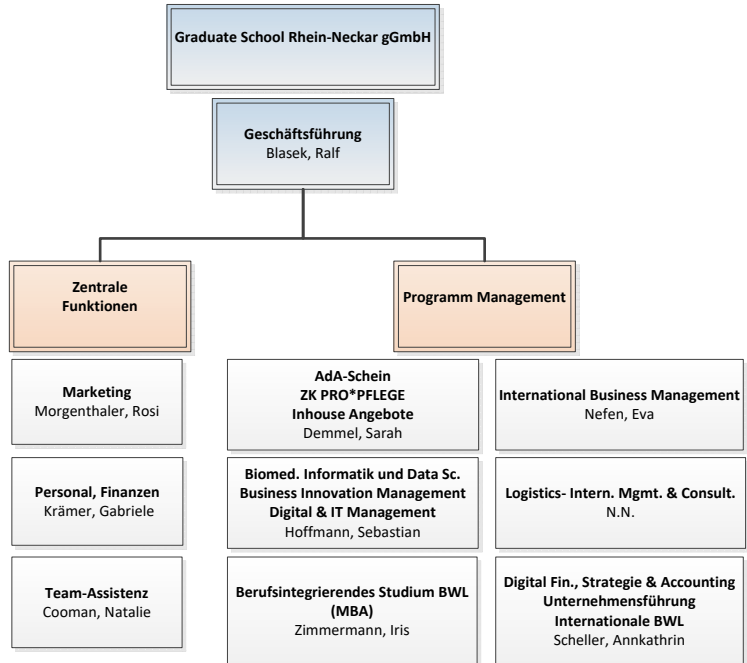 Graduate School Rhein-Neckar gGmbH
Geschäftsführung
Blasek, Ralf
Zentrale
Funktionen
Programm Management
Marketing
Morgenthaler, Rosi
Personal, Finanzen
Krämer, Gabriele
Team-Assistenz
Cooman, Natalie
AdA-Schein
ZK PRO*PFLEGE
Inhouse Angebote
Demmel, Sarah
Biomed. Informatik und Data Sc.
Business Innovation Management
Digital & IT Management
Hoffmann, Sebastian
Berufsintegrierendes Studium BWL
(MBA)
Zimmermann, Iris
International Business Management
Nefen, Eva
Logistics- Intern. Mgmt. & Consult.
N.N.
Digital Fin., Strategie & Accounting
Unternehmensführung
Internationale BWL
Scheller, Annkathrin